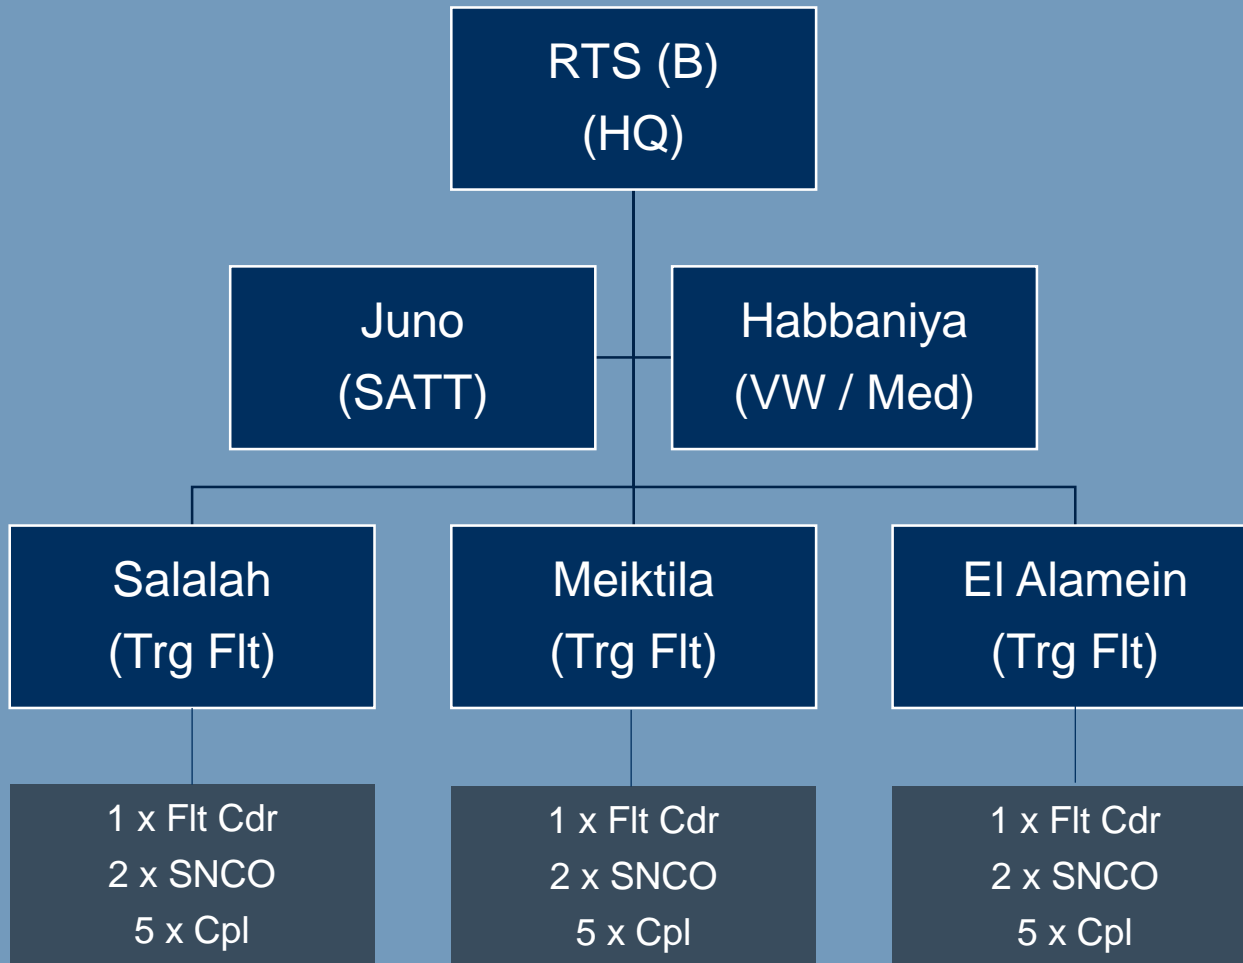 RTS (B)
(HQ)
Juno
(SATT)
Habbaniya
(VW / Med)
Salalah
(Trg Flt)
Meiktila
(Trg Flt)
El Alamein
(Trg Flt)
1 x Flt Cdr
2 x SNCO
5 x Cpl
1 x Flt Cdr
2 x SNCO
5 x Cpl
1 x Flt Cdr
2 x SNCO
5 x Cpl